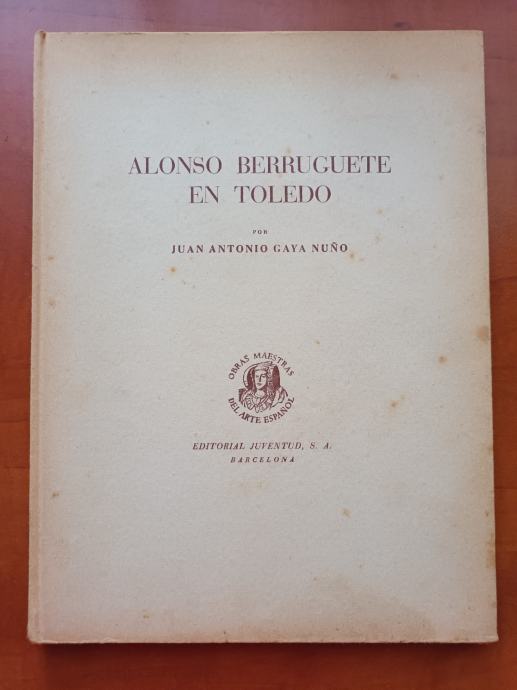 ALONSO BERRUGUETE
EN TOLEDO
POR
JUAN ANTONIO GAYA NUÑO
OBRAS MAESTRAS
DEL ARTE ESPAÑOL
EDITORIAL JUVENTUD, S. A.
BARCELONA